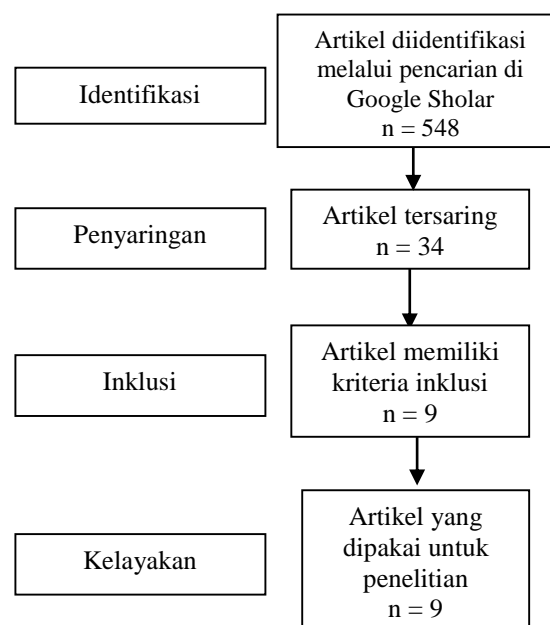 Identifikasi
Artikel diidentifikasi
melalui pencarian di
Google Sholar
n = 548
Penyaringan
Artikel tersaring
n = 34
Inklusi
Artikel memiliki
kriteria inklusi
n = 9
Kelayakan
Artikel yang
dipakai untuk
penelitian
n = 9